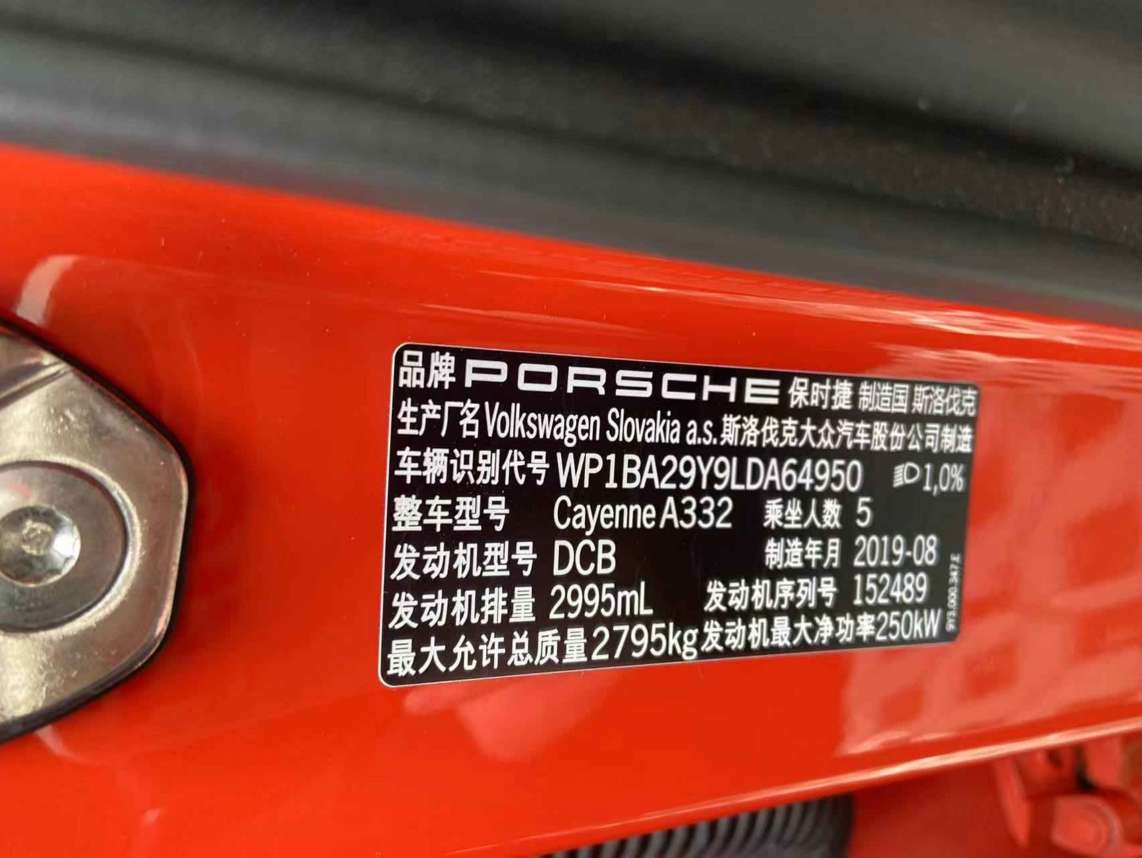 品牌 PORSCHE 保时捷 制造国 斯洛伐克
生产厂名 Volkswagen Slovakia a.s. 斯洛伐克大众汽车股份公司制造
车辆识别代号 WP1BA29Y9LDA64950 1,0%
整车型号 Cayenne A332 乘坐人数 5
发动机型号 DCB 制造年月 2019-08
发动机排量 2995mL 发动机序列号 152489
最大允许总质量 2795kg 发动机最大净功率 250kW
9Y3.000.347.E